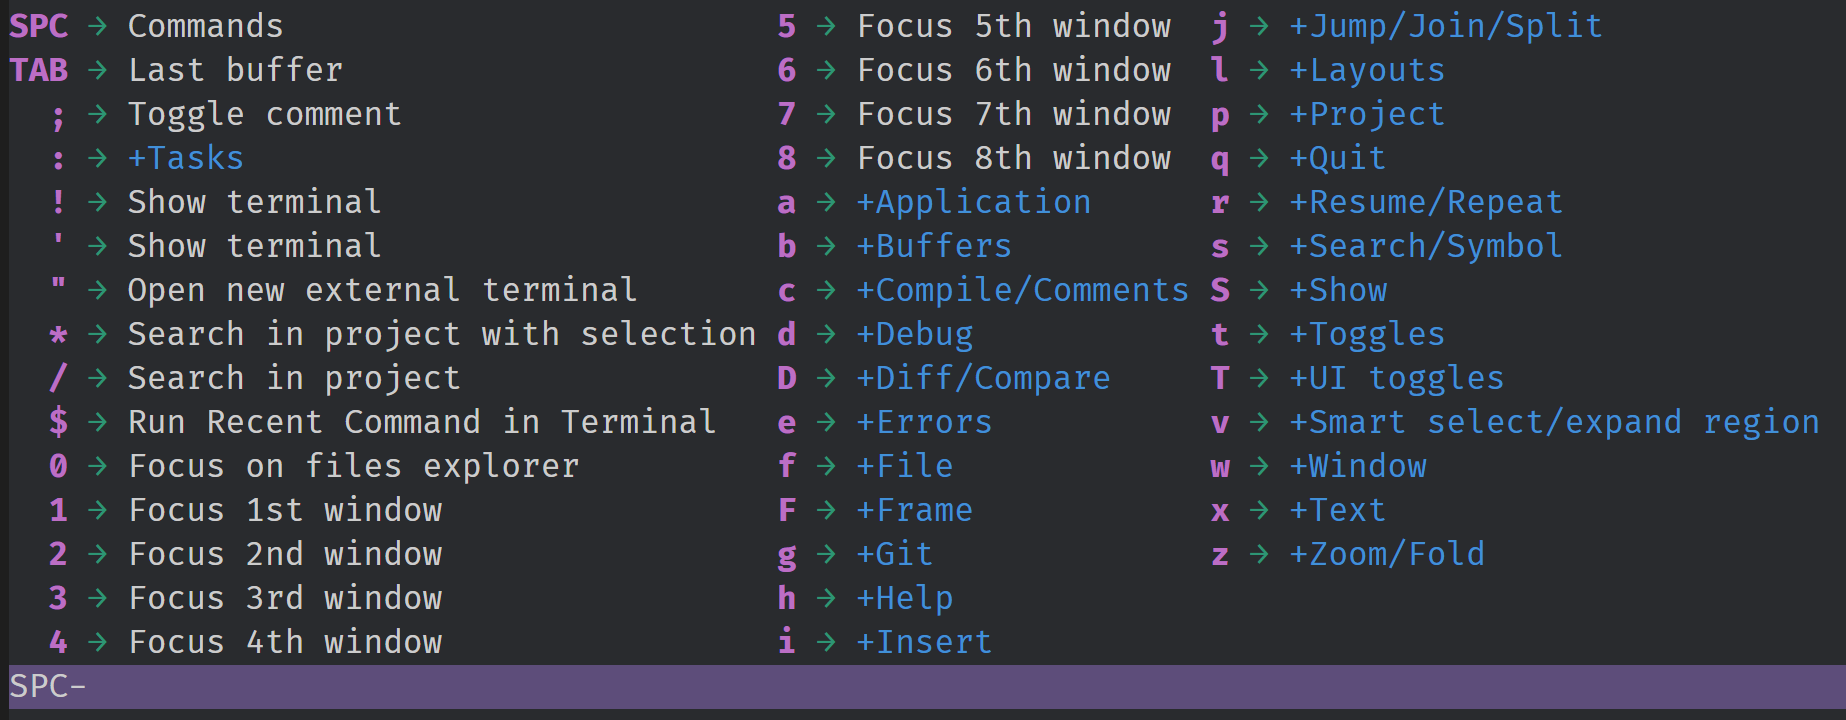 SPC → Commands
TAB → Last buffer
; → Toggle comment
: → +Tasks
! → Show terminal
' → Show terminal
" → Open new external terminal
* → Search in project with selection
/ → Search in project
$ → Run Recent Command in Terminal
0 → Focus on files explorer
1 → Focus 1st window
2 → Focus 2nd window
3 → Focus 3rd window
4 → Focus 4th window
5 → Focus 5th window
6 → Focus 6th window
7 → Focus 7th window
8 → Focus 8th window
a → +Application
b → +Buffers
c → +Compile/Comments
d → +Debug
D → +Diff/Compare
e → +Errors
f → +File
F → +Frame
g → +Git
h → +Help
i → +Insert
j → +Jump/Join/Split
l → +Layouts
p → +Project
q → +Quit
r → +Resume/Repeat
s → +Search/Symbol
S → +Show
t → +Toggles
T → +UI toggles
v → +Smart select/expand region
w → +Window
x → +Text
z → +Zoom/Fold
SPC-